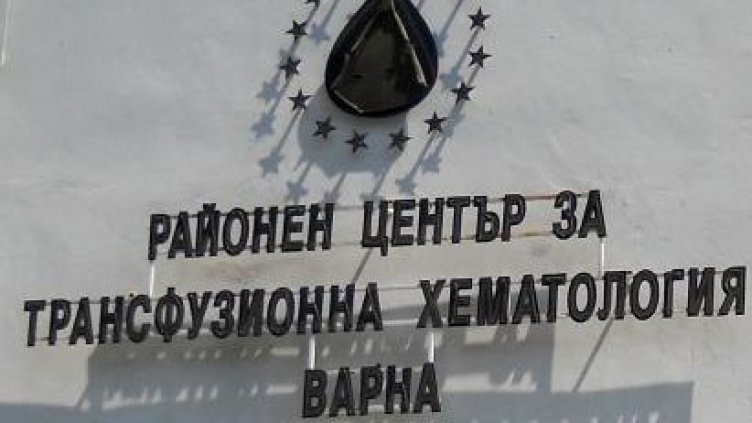 РАЙОНЕН ЦЕНТЪР ЗА
ТРАНСФУЗИОННА ХЕМАТОЛОГИЯ
ВАРНА